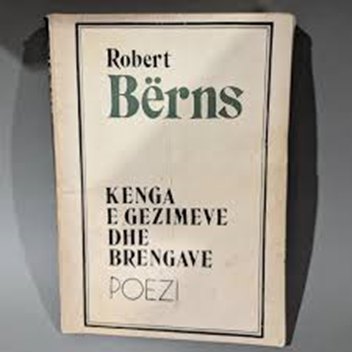 Robert
Bërns
KENGA
E GEZIMEVE
DHE
BRENGAVE
POEZI